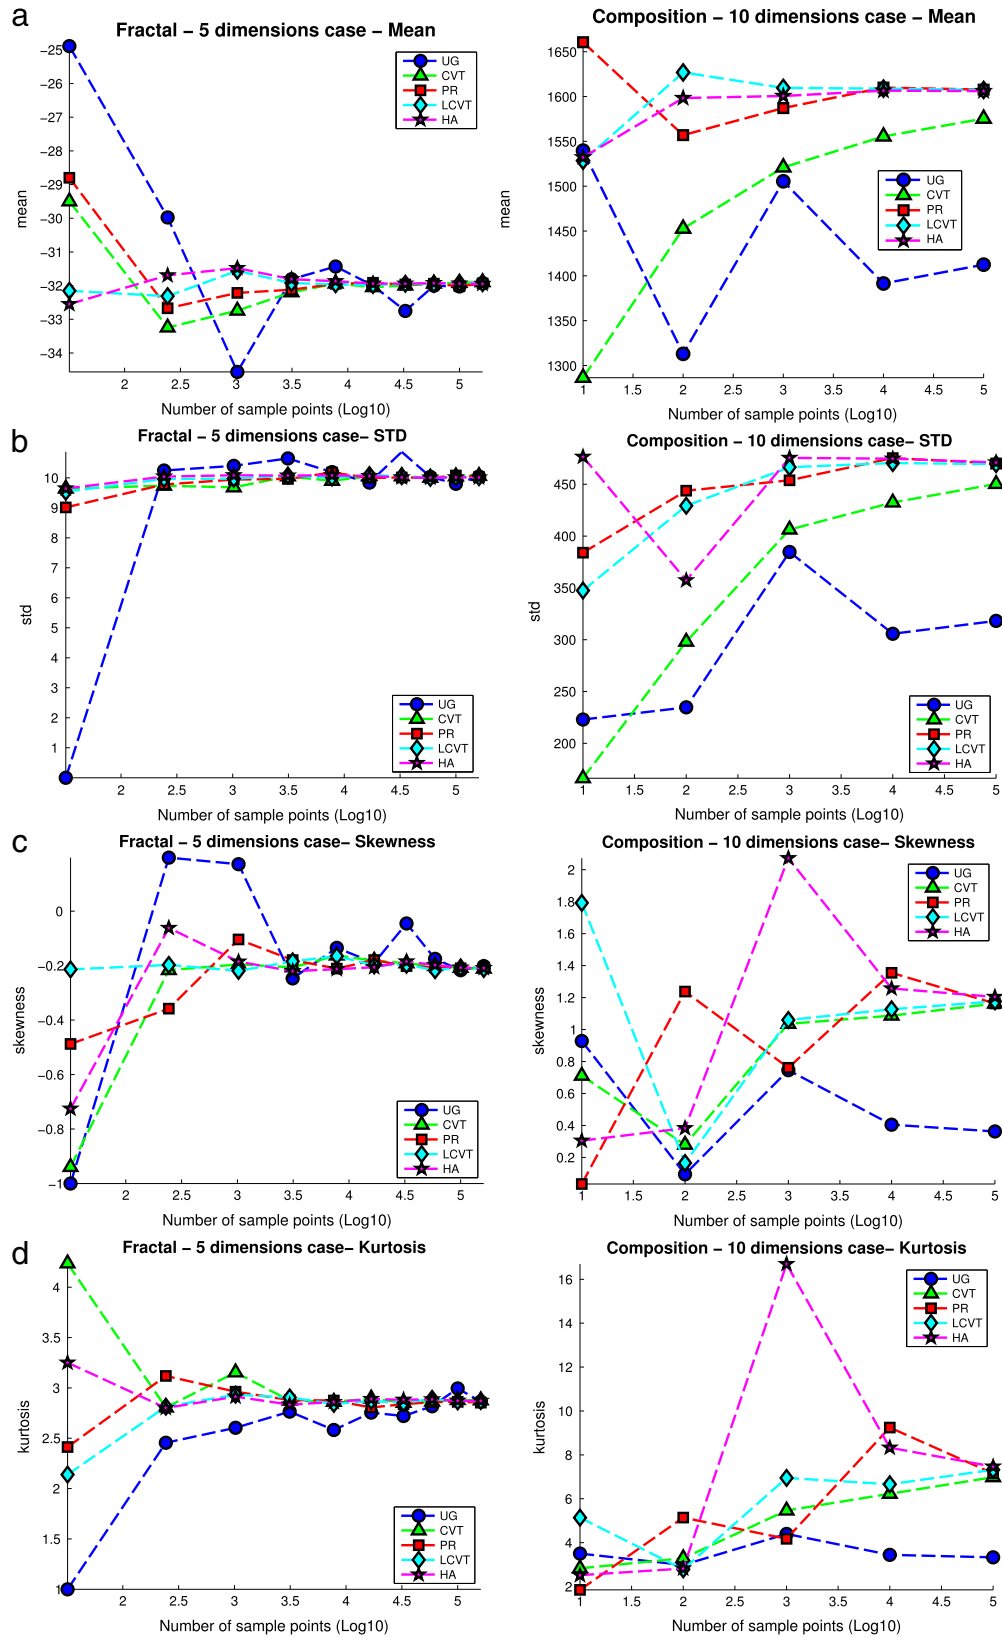 a
Fractal − 5 dimensions case − Mean
−25
−26
−27
−28
−29
−30
−31
−32
−33
−34
mean
2
2.5
3
3.5
4
4.5
5
Number of sample points (Log10)
UG
CVT
PR
LCVT
HA
Composition − 10 dimensions case − Mean
1650
1600
1550
1500
1450
1400
1350
1300
mean
1
1.5
2
2.5
3
3.5
4
4.5
5
Number of sample points (Log10)
UG
CVT
PR
LCVT
HA
b
Fractal − 5 dimensions case− STD
10
9
8
7
6
5
4
3
2
1
std
2
2.5
3
3.5
4
4.5
5
Number of sample points (Log10)
UG
CVT
PR
LCVT
HA
Composition − 10 dimensions case− STD
450
400
350
300
250
200
std
1
1.5
2
2.5
3
3.5
4
4.5
5
Number of sample points (Log10)
UG
CVT
PR
LCVT
HA
c
Fractal − 5 dimensions case− Skewness
0
−0.2
−0.4
−0.6
−0.8
−1
skewness
2
2.5
3
3.5
4
4.5
5
Number of sample points (Log10)
UG
CVT
PR
LCVT
HA
Composition − 10 dimensions case− Skewness
2
1.8
1.6
1.4
1.2
1
0.8
0.6
0.4
0.2
skewness
1
1.5
2
2.5
3
3.5
4
4.5
5
Number of sample points (Log10)
UG
CVT
PR
LCVT
HA
d
Fractal − 5 dimensions case− Kurtosis
4
3.5
3
2.5
2
1.5
1
kurtosis
2
2.5
3
3.5
4
4.5
5
Number of sample points (Log10)
UG
CVT
PR
LCVT
HA
Composition − 10 dimensions case− Kurtosis
16
14
12
10
8
6
4
2
kurtosis
1
1.5
2
2.5
3
3.5
4
4.5
5
Number of sample points (Log10)
UG
CVT
PR
LCVT
HA